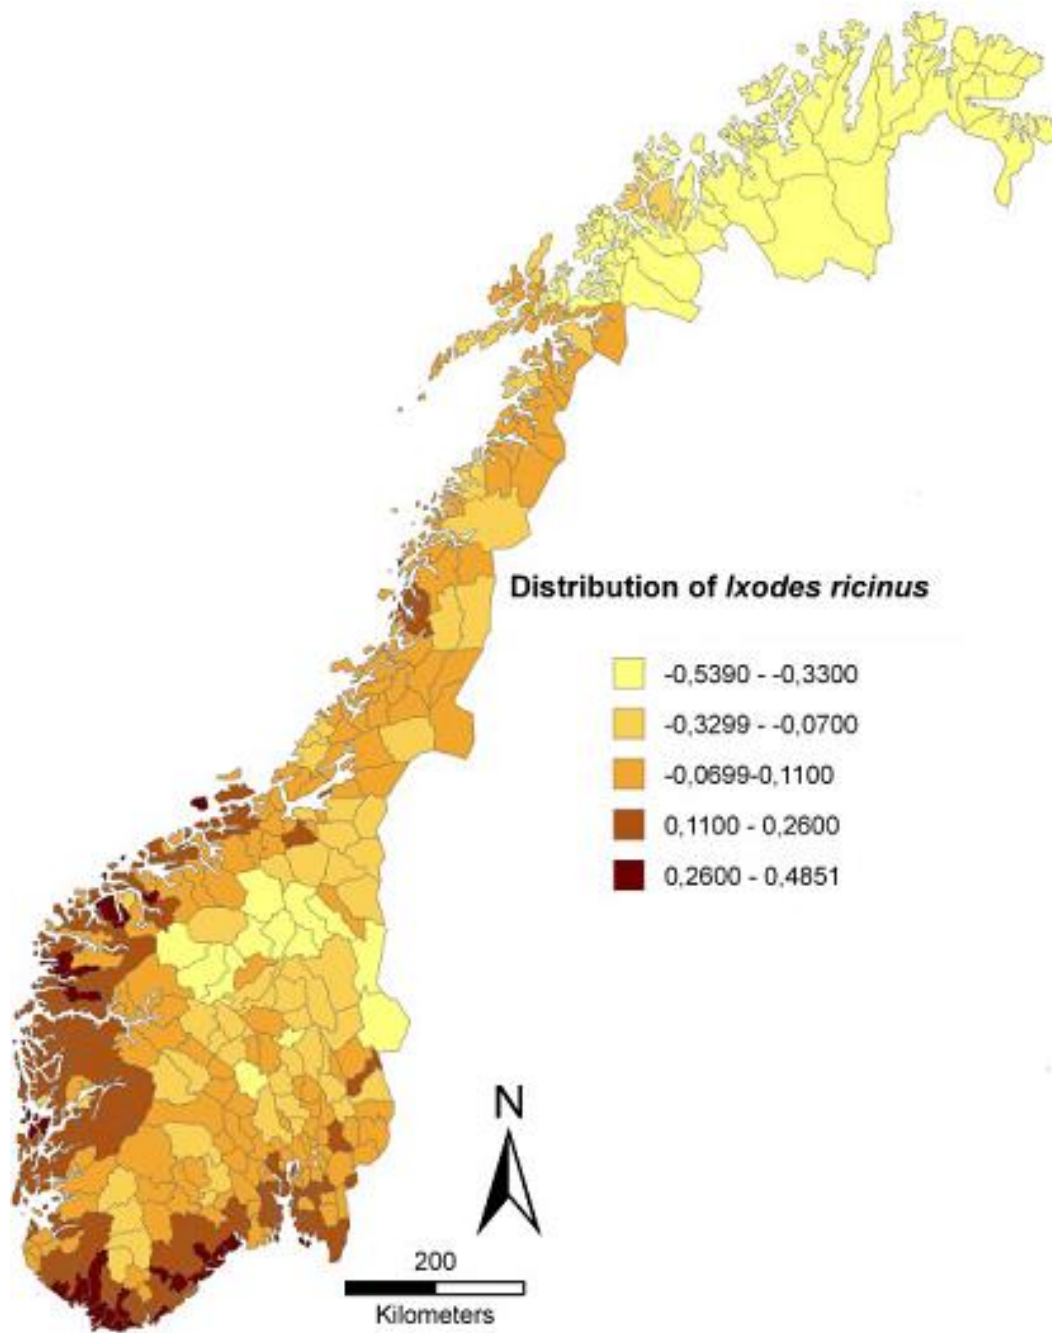 Distribution of Ixodes ricinus
-0,5390 - -0,3300
-0,3299 - -0,0700
-0,0699-0,1100
0,1100 - 0,2600
0,2600 - 0,4851
N
200
Kilometers